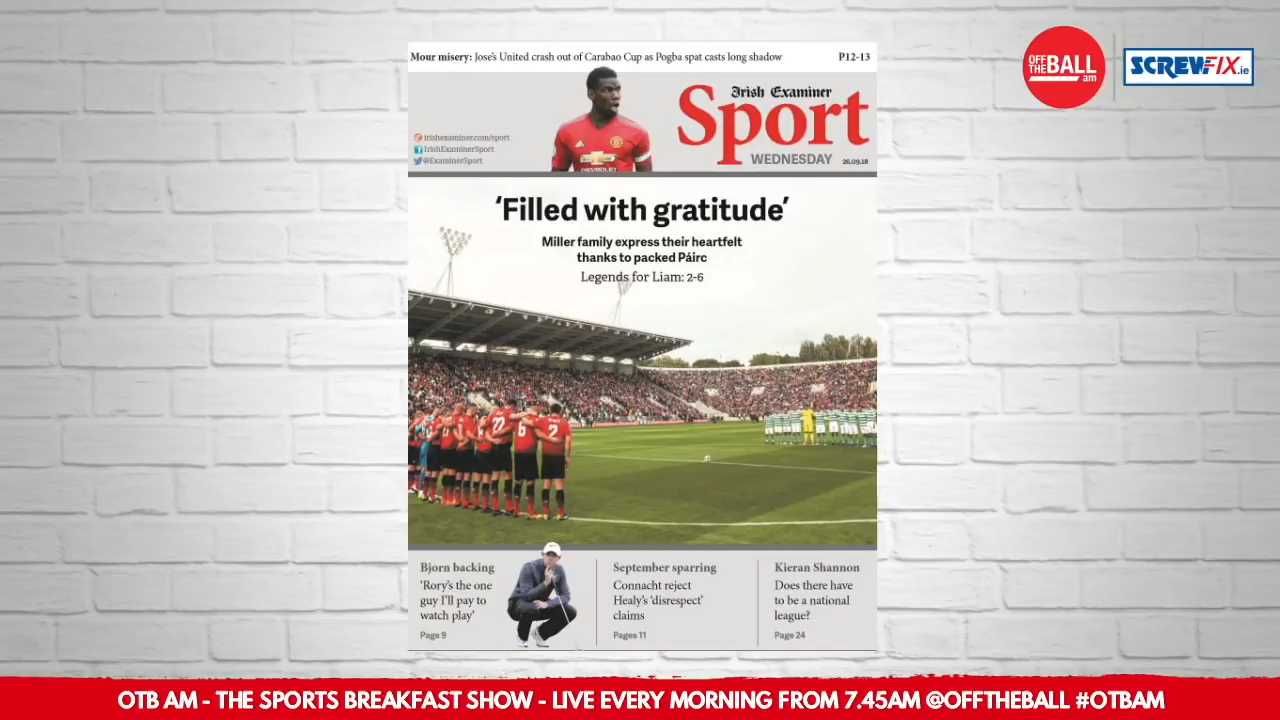 Mour misery: Jose's United crash out of Carabao Cup as Pogba spat casts long shadow P12-13
OFF THE BALL am
SCREWFIX.ie
Irish Examiner
Sport
WEDNESDAY 26.09.18
irishexaminer.com/sport
IrishExaminerSport
@ExaminerSport
CHEVROLET
'Filled with gratitude'
Miller family express their heartfelt
thanks to packed Páirc
Legends for Liam: 2-6
22
6
2
Bjorn backing
'Rory's the one
guy I'll pay to
watch play'
Page 9
September sparring
Connacht reject
Healy's 'disrespect'
claims
Pages 11
Kieran Shannon
Does there have
to be a national
league?
Page 24
OTB AM - THE SPORTS BREAKFAST SHOW - LIVE EVERY MORNING FROM 7.45AM @OFFTHEBALL #OTBAM